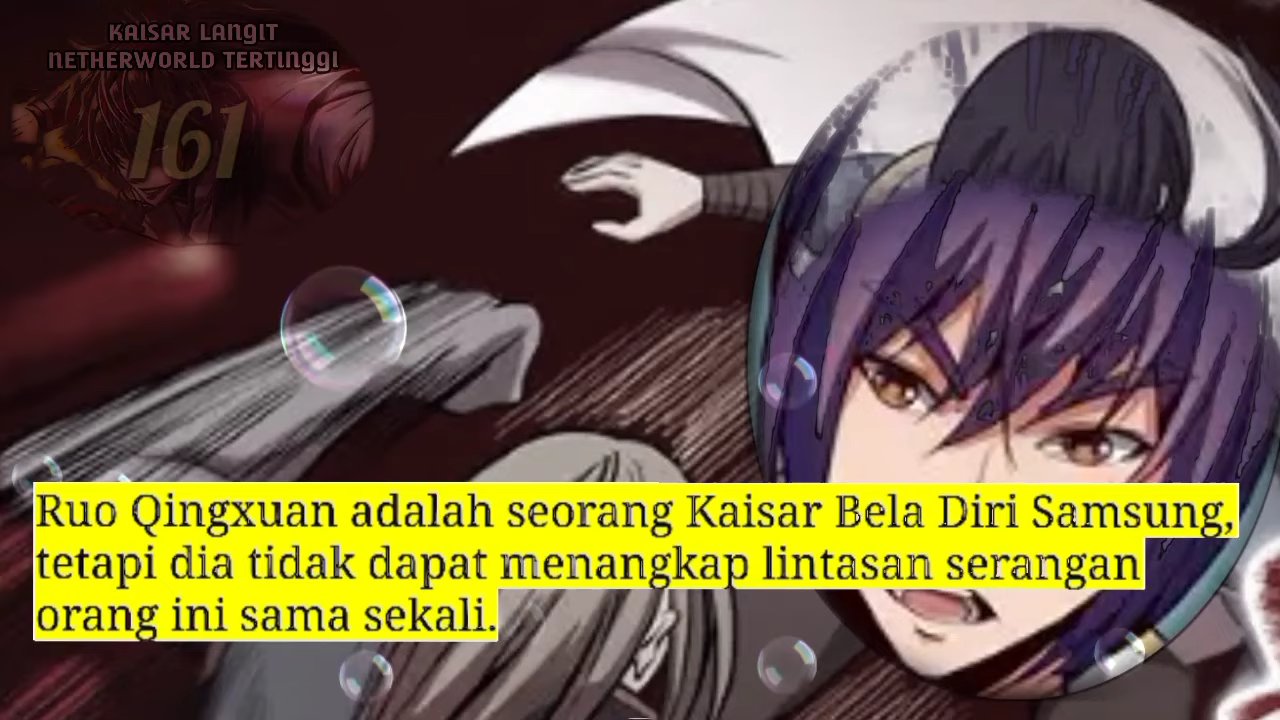 KAISAR LANGIT
NETHERWORLD TERTINGGI
161
Ruo Qingxuan adalah seorang Kaisar Bela Diri Samsung,
tetapi dia tidak dapat menangkap lintasan serangan
orang ini sama sekali.